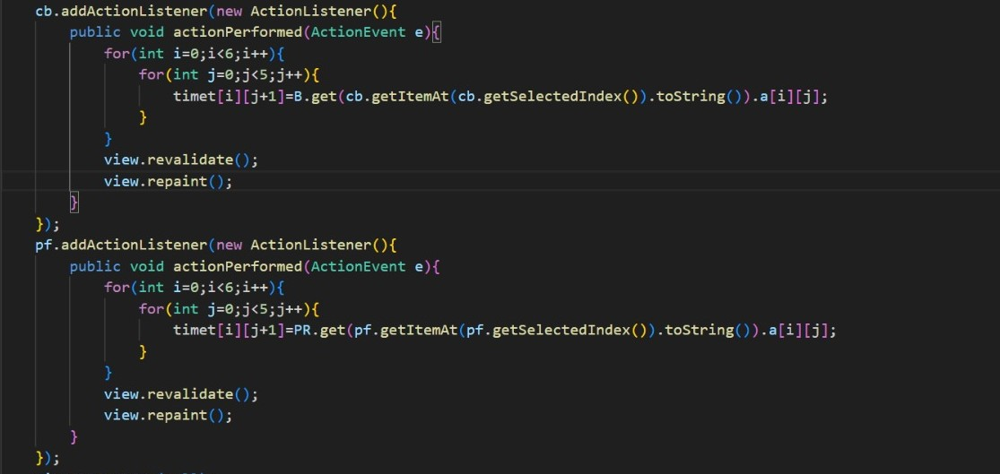 cb.addActionListener(new ActionListener(){
public void actionPerformed(ActionEvent e){
for(int i=0;i<6;i++){
for(int j=0;j<5;j++){
timet[i][j+1]=B.get(cb.getItemAt(cb.getSelectedIndex()).toString()).a[i][j];
}
}
view.revalidate();
view.repaint();
}
});
pf.addActionListener(new ActionListener(){
public void actionPerformed(ActionEvent e){
for(int i=0;i<6;i++){
for(int j=0;j<5;j++){
timet[i][j+1]=PR.get(pf.getItemAt(pf.getSelectedIndex()).toString()).a[i][j];
}
}
view.revalidate();
view.repaint();
}
});